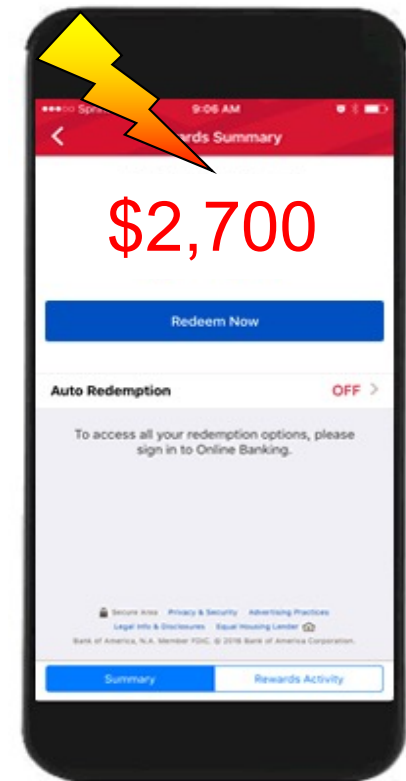 9:06 AM
Summary
$2,700
Redeem Now
Auto Redemption OFF
To access all your redemption options, please
sign in to Online Banking.
Secure Area Privacy & Security Advertising Practices
Legal Info & Disclosures Equal Housing Lender
Bank of America, N.A. Member FDIC. © 2016 Bank of America Corporation.
Summary Rewards Activity